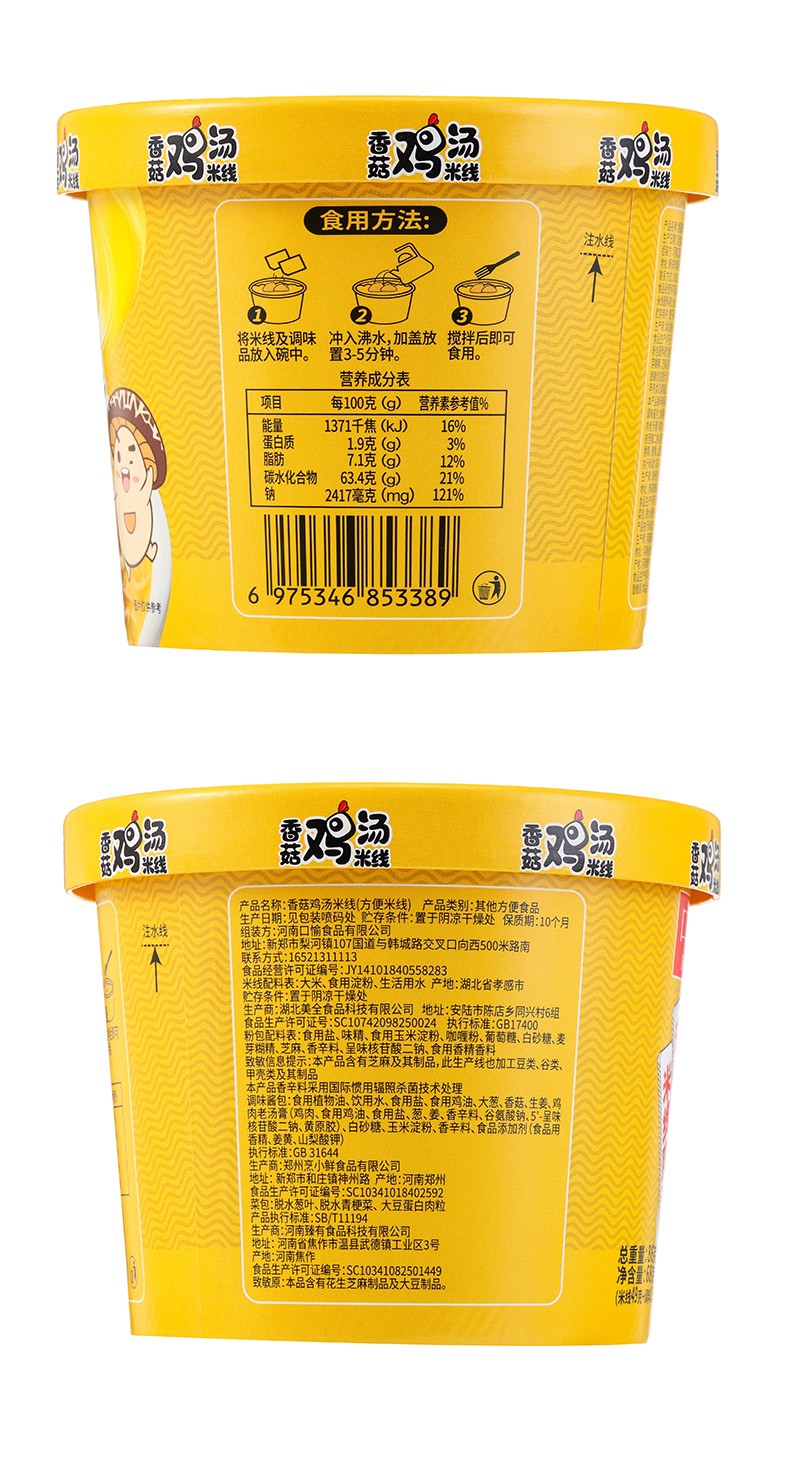 香菇鸡汤米线
香菇鸡汤米线
香菇鸡汤米线
食用方法:
注水线
1
2
3
将米线及调味品放入碗中。
冲入沸水,加盖放置3-5分钟。
搅拌后即可食用。
营养成分表
项目 每100克 (g) 营养素参考值%
能量 1371千焦 (kJ) 16%
蛋白质 1.9克 (g) 3%
脂肪 7.1克 (g) 12%
碳水化合物 63.4克 (g) 21%
钠 2417毫克 (mg) 121%
6 975346 853389
香菇鸡汤米线
香菇鸡汤米线
香菇鸡汤米线
香菇鸡汤米线
注水线
产品名称:香菇鸡汤米线(方便米线) 产品类别:其他方便食品
生产日期:见包装喷码处 贮存条件:置于阴凉干燥处 保质期:10个月
组装方:河南口愉食品有限公司
地址:新郑市梨河镇107国道与韩城路交叉口向西500米路南
联系方式:16521311113
食品经营许可证编号:JY14101840558283
米线配料表:大米、食用淀粉、生活用水 产地:湖北省孝感市
贮存条件:置于阴凉干燥处
生产商:湖北美全食品科技有限公司 地址:安陆市陈店乡同兴村6组
食品生产许可证号:SC10742098250024 执行标准:GB17400
粉包配料表:食用盐、味精、食用玉米淀粉、咖喱粉、葡萄糖、白砂糖、麦
芽糊精、芝麻、香辛料、呈味核苷酸二钠、食用香精香料
致敏信息提示:本产品含有芝麻及其制品,此生产线也加工豆类、谷类、
甲壳类及其制品
本产品香辛料采用国际惯用辐照杀菌技术处理
调味酱包:食用植物油、饮用水、食用盐、食用鸡油、大葱、香菇、生姜、鸡
肉老汤膏(鸡肉、食用鸡油、食用盐、葱、姜、香辛料、谷氨酸钠、5'-呈味
核苷酸二钠、黄原胶)、白砂糖、玉米淀粉、香辛料、食品添加剂(食品用
香精、姜黄、山梨酸钾)
执行标准:GB 31644
生产商:郑州烹小鲜食品有限公司
地址:新郑市和庄镇神州路 产地:河南郑州
食品生产许可证编号:SC10341018402592
菜包:脱水葱叶、脱水青梗菜、大豆蛋白肉粒
产品执行标准:SB/T11194
生产商:河南臻有食品科技有限公司
地址:河南省焦作市温县武德镇工业区3号
产地:河南焦作
食品生产许可证编号:SC10341082501449
致敏原:本品含有花生芝麻制品及大豆制品。
总重量:
净含量:
(米线49克